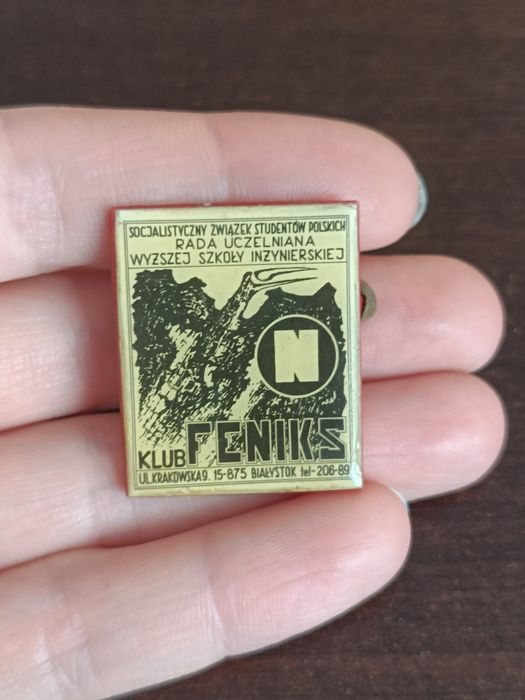 SOCJALISTYCZNY ZWIĄZEK STUDENTÓW POLSKICH
RADA UCZELNIANA
WYŻSZEJ SZKOŁY INŻYNIERSKIEJ
N
KLUB FENIKS
UL.KRAKOWSKA 9. 15-875 BIAŁYSTOK tel-206-89